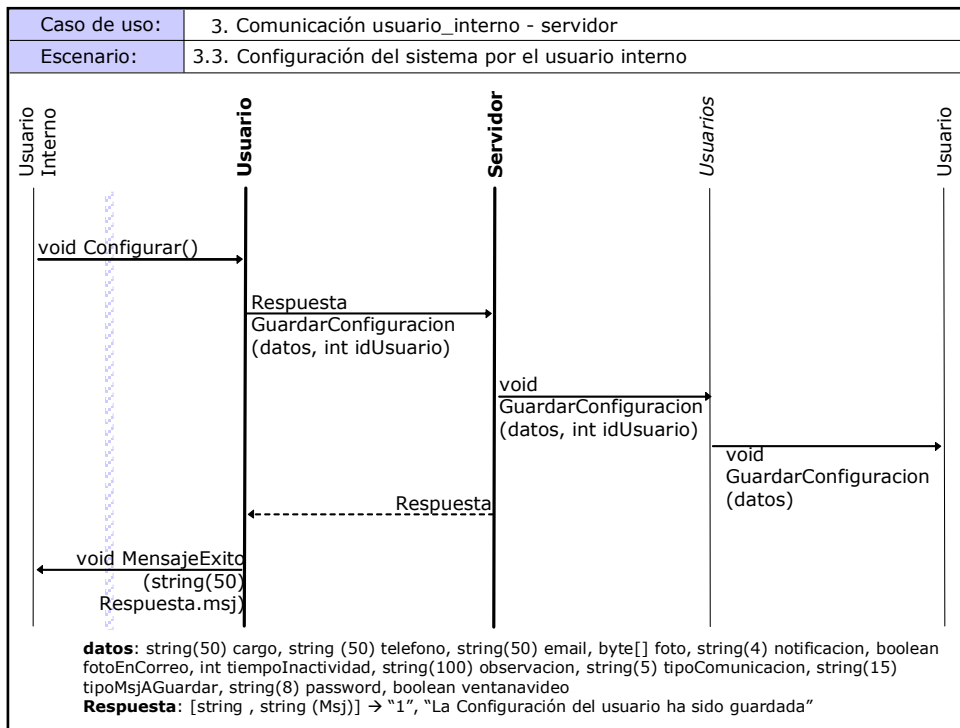 Caso de uso: 3. Comunicación usuario_interno - servidor
Escenario: 3.3. Configuración del sistema por el usuario interno
Usuario
Interno
Usuario
Servidor
Usuarios
Usuario
void Configurar()
Respuesta
GuardarConfiguracion
(datos, int idUsuario)
void
GuardarConfiguracion
(datos, int idUsuario)
void
GuardarConfiguracion
(datos)
Respuesta
void MensajeExito
(string(50)
Respuesta.msj)
datos: string(50) cargo, string (50) telefono, string(50) email, byte[] foto, string(4) notificacion, boolean
fotoEnCorreo, int tiempoInactividad, string(100) observacion, string(5) tipoComunicacion, string(15)
tipoMsjAGuardar, string(8) password, boolean ventanavideo
Respuesta: [string , string (Msj)] → “1”, “La Configuración del usuario ha sido guardada”